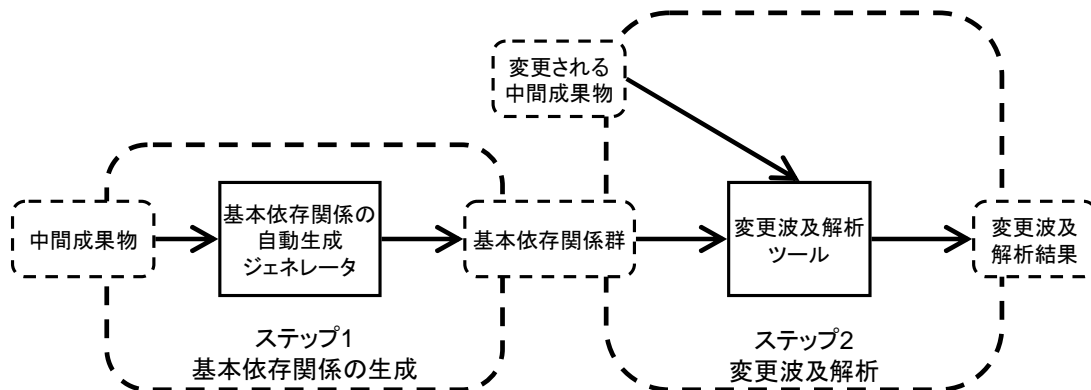 変更される
中間成果物
中間成果物
基本依存関係の
自動生成
ジェネレータ
基本依存関係群
変更波及解析
ツール
変更波及
解析結果
ステップ1
基本依存関係の生成
ステップ2
変更波及解析